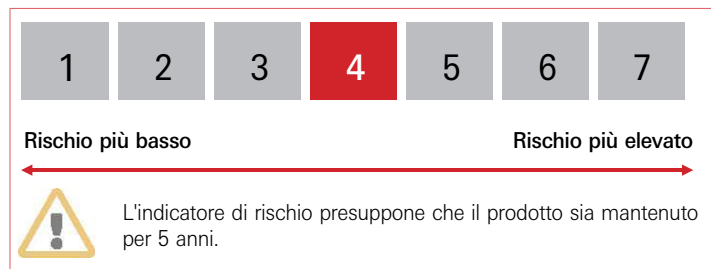 1 2 3 4 5 6 7
Rischio più basso Rischio più elevato
L'indicatore di rischio presuppone che il prodotto sia mantenuto
per 5 anni.